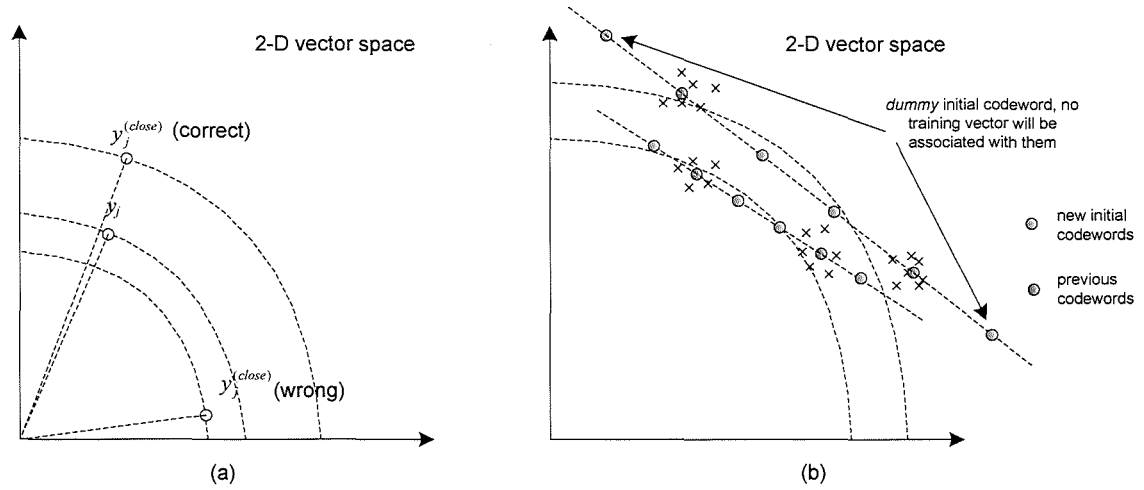 2-D vector space
y_j^{(close)} (correct)
y_j
y_j^{(close)} (wrong)
(a)
2-D vector space
dummy initial codeword, no
training vector will be
associated with them
new initial
codewords
previous
codewords
(b)